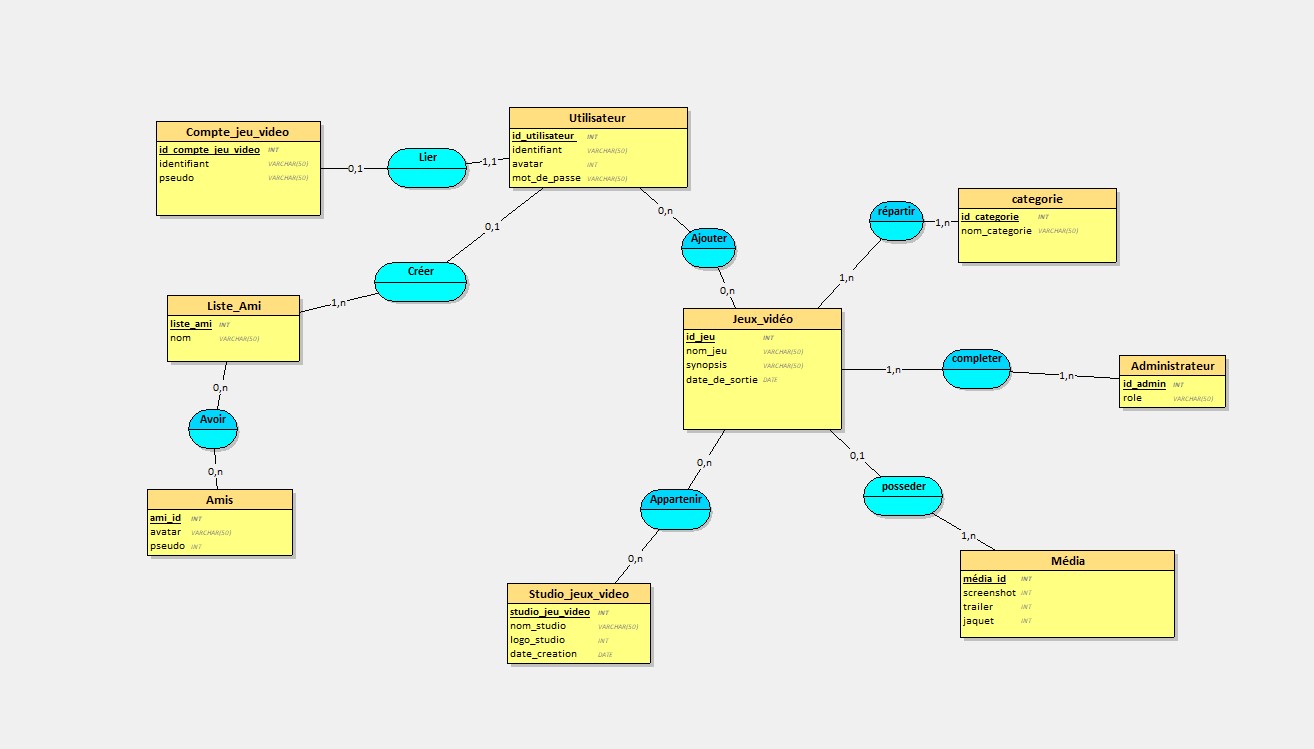 Compte_jeu_video
id_compte_jeu_video INT
identifiant VARCHAR(50)
pseudo VARCHAR(50)
0,1
Lier
1,1
Utilisateur
id_utilisateur INT
identifiant VARCHAR(50)
avatar INT
mot_de_passe VARCHAR(50)
0,n
Ajouter
0,n
0,1
Créer
1,n
Liste_Ami
liste_ami INT
nom VARCHAR(50)
0,n
Avoir
0,n
Amis
ami_id INT
avatar VARCHAR(50)
pseudo INT
répartir
1,n
1,n
categorie
id_categorie INT
nom_categorie VARCHAR(50)
Jeux_vidéo
id_jeu INT
nom_jeu VARCHAR(50)
synopsis VARCHAR(50)
date_de_sortie DATE
1,n
completer
1,n
Administrateur
id_admin INT
role VARCHAR(50)
0,n
Appartenir
0,n
Studio_jeux_video
studio_jeu_video INT
nom_studio VARCHAR(50)
logo_studio INT
date_creation DATE
0,1
posseder
1,n
Média
média_id INT
screenshot INT
trailer INT
jaquet INT